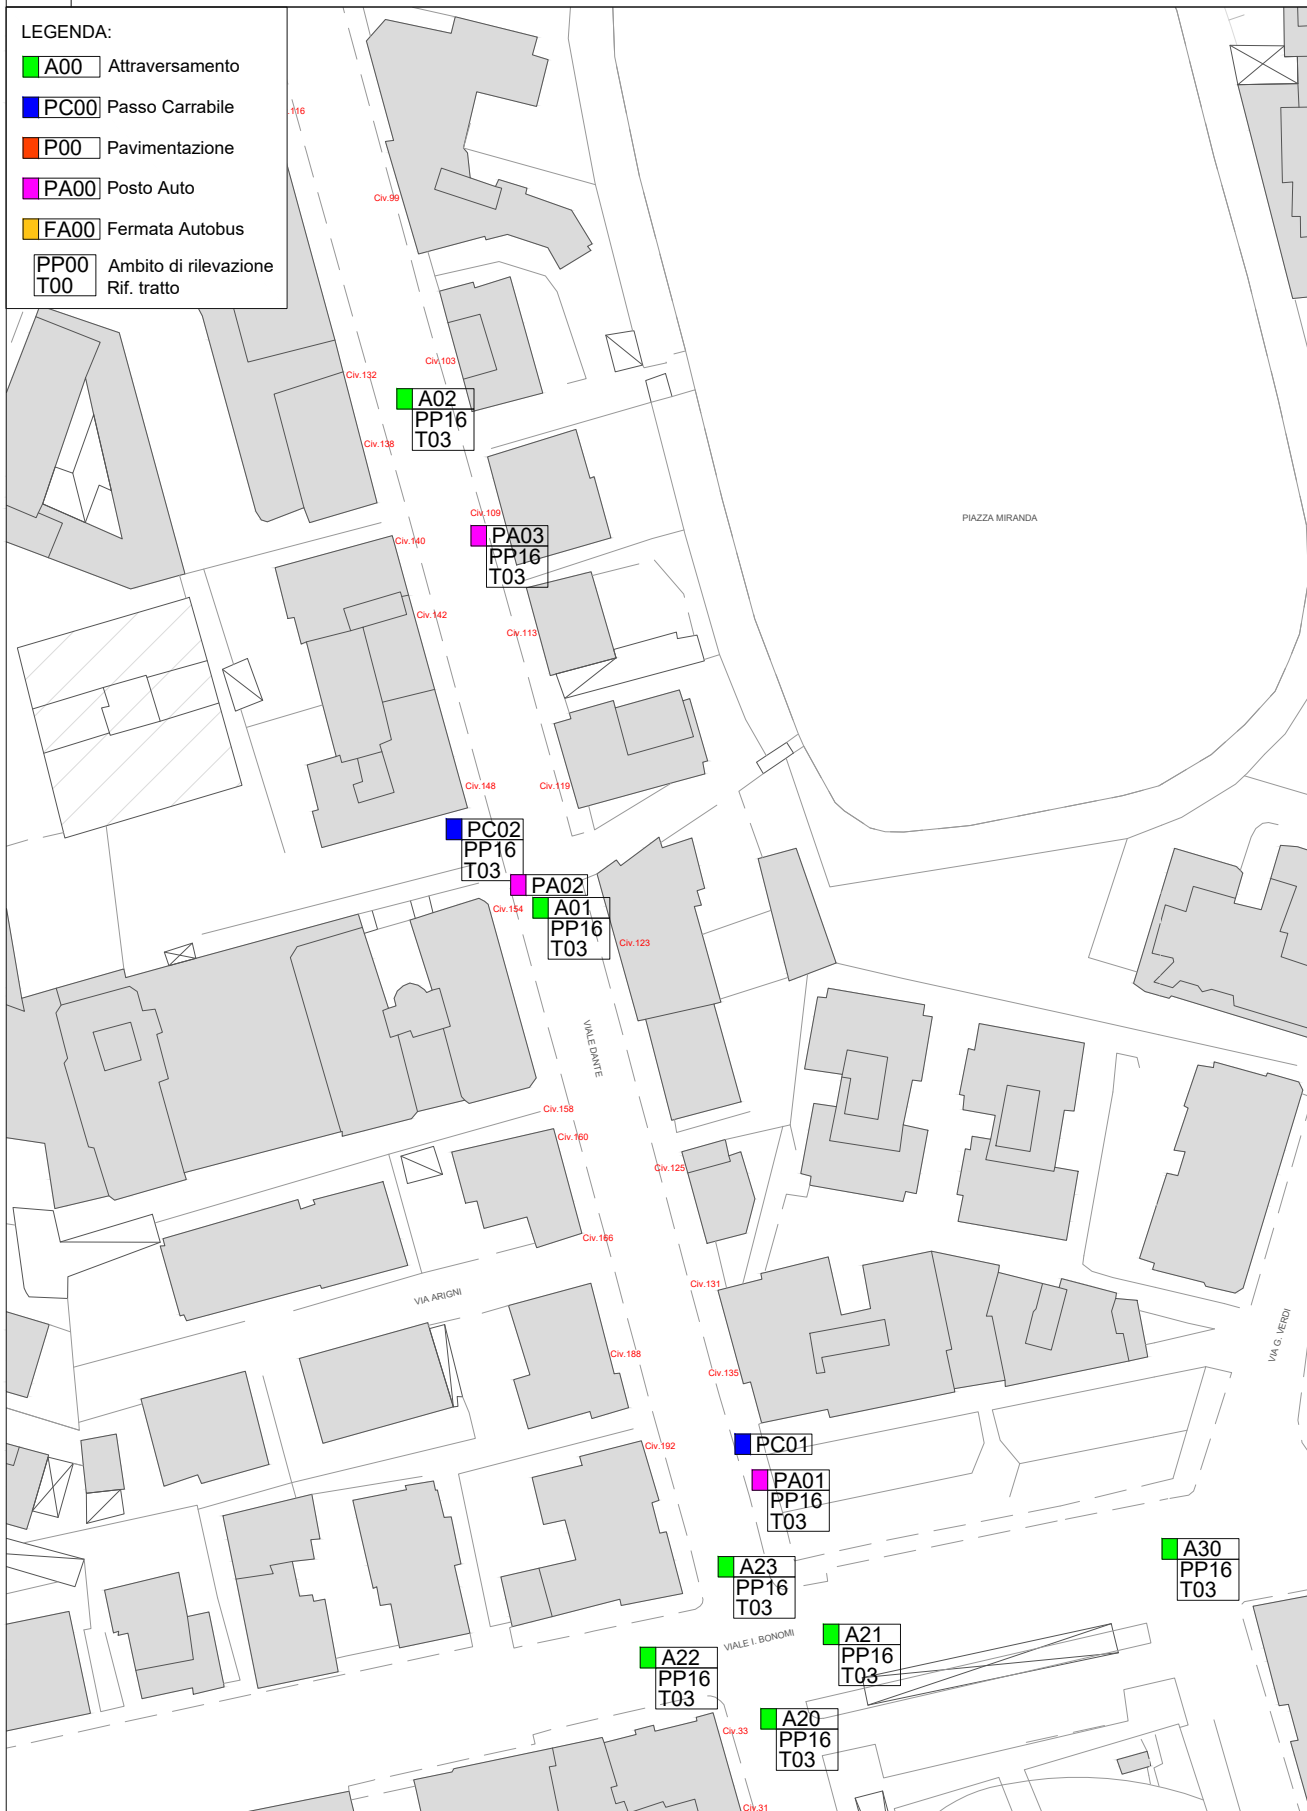 LEGENDA:
A00 Attraversamento
PC00 Passo Carrabile
P00 Pavimentazione
PA00 Posto Auto
FA00 Fermata Autobus
PP00 Ambito di rilevazione
T00 Rif. tratto
.116
Civ.99
Civ.103
Civ.132
A02
PP16
T03
Civ.138
Civ.109
PIAZZA MIRANDA
PA03
PP16
T03
Civ.140
Civ.142
Civ.113
Civ.148
Civ.119
PC02
PP16
T03
PA02
Civ.154
A01
PP16
T03
Civ.123
VIALE DANTE
Civ.158
Civ.160
Civ.125
Civ.166
Civ.131
VIA ARIGNI
VIA G. VERDI
Civ.188
Civ.135
Civ.192
PC01
PA01
PP16
T03
A30
PP16
T03
A23
PP16
T03
VIALE I. BONOMI
A21
PP16
T03
A22
PP16
T03
A20
PP16
T03
Civ.33
Civ.31